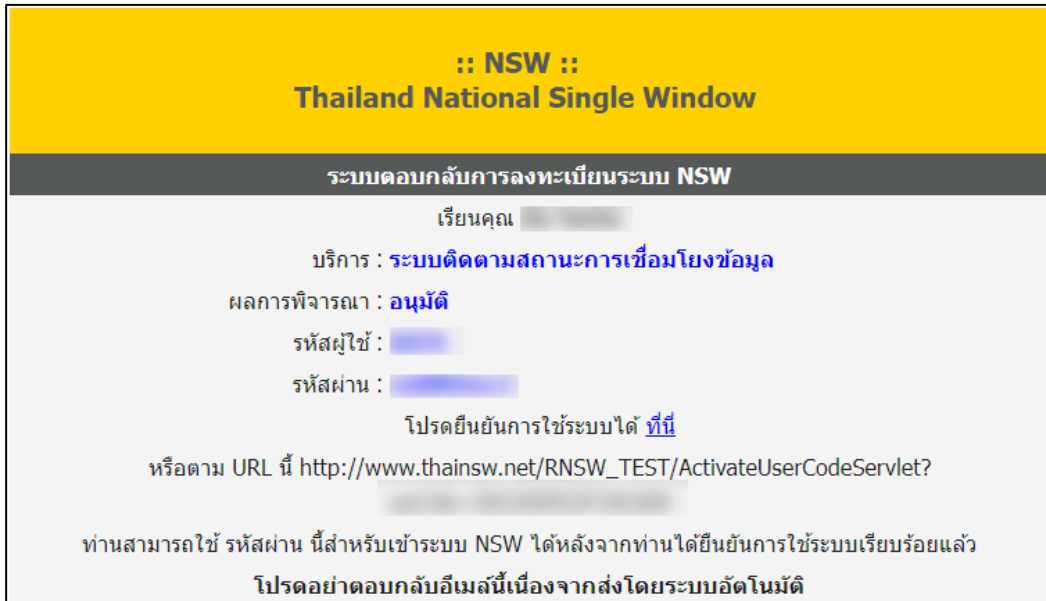 :: NSW ::
Thailand National Single Window
ระบบตอบกลับการลงทะเบียนระบบ NSW
เรียนคุณ
บริการ : ระบบติดตามสถานะการเชื่อมโยงข้อมูล
ผลการพิจารณา : อนุมัติ
รหัสผู้ใช้ :
รหัสผ่าน :
โปรดยืนยันการใช้ระบบได้ ที่นี่
หรือตาม URL นี้ http://www.thainsw.net/RNSW_TEST/ActivateUserCodeServlet?
ท่านสามารถใช้ รหัสผ่าน นี้สำหรับเข้าระบบ NSW ได้หลังจากท่านได้ยืนยันการใช้ระบบเรียบร้อยแล้ว
โปรดอย่าตอบกลับอีเมล์นี้เนื่องจากส่งโดยระบบอัตโนมัติ